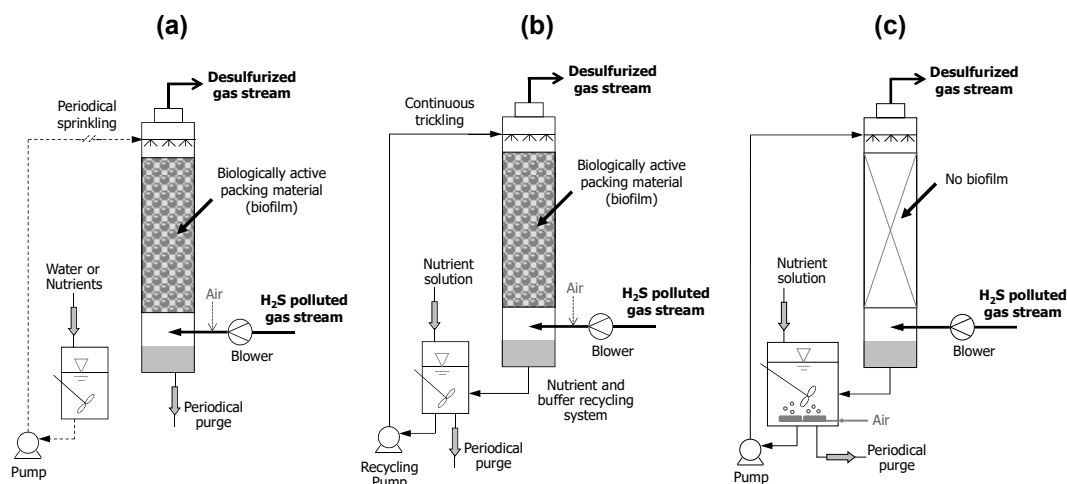 (a)
Desulfurized
gas stream
Periodical
sprinkling
Biologically active
packing material
(biofilm)
Water or
Nutrients
Air
H2S polluted
gas stream
Blower
Periodical
purge
Pump
(b)
Desulfurized
gas stream
Continuous
trickling
Biologically active
packing material
(biofilm)
Nutrient
solution
Air
H2S polluted
gas stream
Blower
Nutrient and
buffer recycling
system
Periodical
purge
Recycling
Pump
(c)
Desulfurized
gas stream
No biofilm
Nutrient
solution
H2S polluted
gas stream
Blower
Air
Periodical
purge
Pump